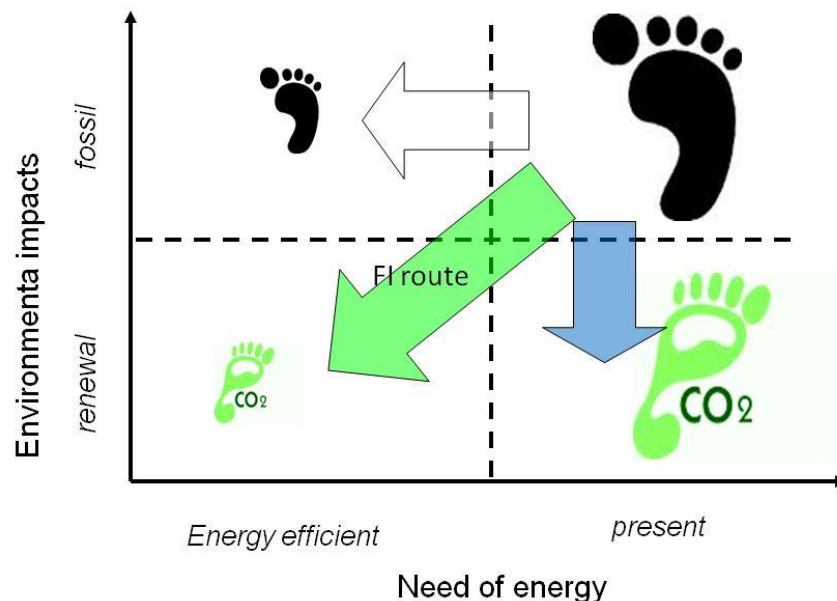 Environmenta impacts
fossil
renewal
FI route
CO2
CO2
Energy efficient
present
Need of energy